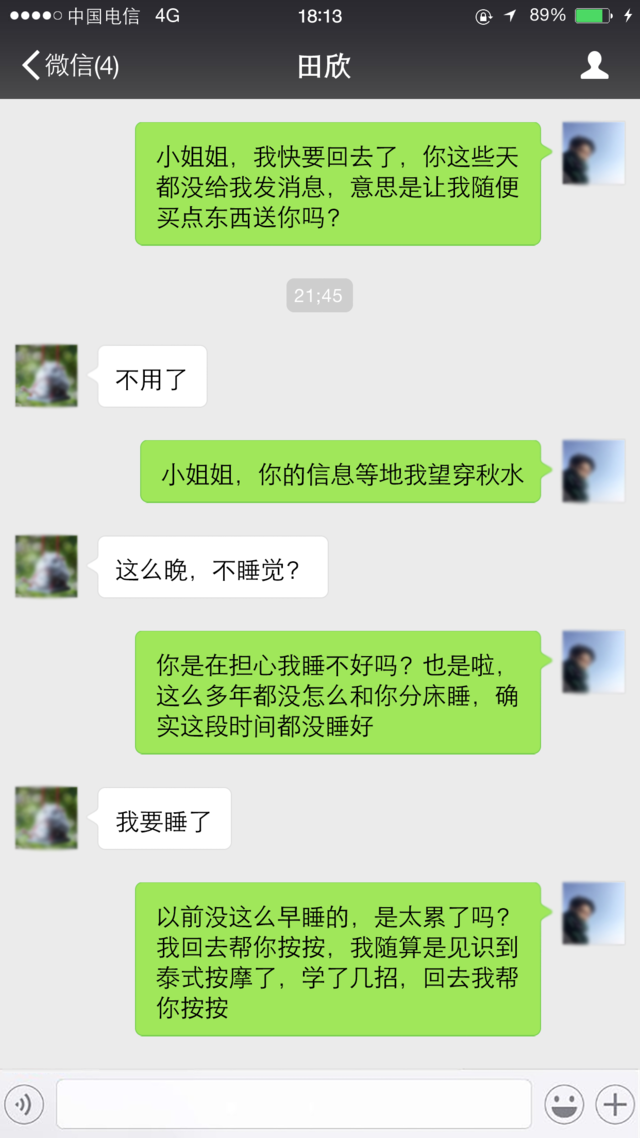 中国电信 4G 18:13 89%
微信(4) 田欣
小姐姐，我快要回去了，你这些天
都没给我发消息，意思是让我随便
买点东西送你吗？
21;45
不用了
小姐姐，你的信息等地我望穿秋水
这么晚，不睡觉？
你是在担心我睡不好吗？也是啦，
这么多年都没怎么和你分床睡，确
实这段时间都没睡好
我要睡了
以前没这么早睡的，是太累了吗？
我回去帮你按按，我随算是见识到
泰式按摩了，学了几招，回去我帮
你按按